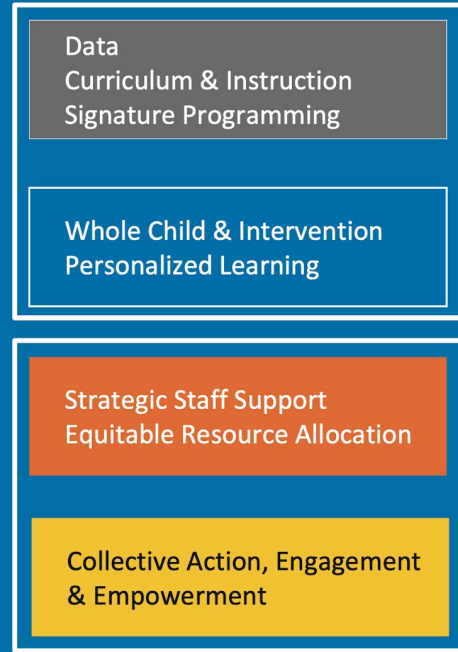 Data
Curriculum & Instruction
Signature Programming
Whole Child & Intervention
Personalized Learning
Strategic Staff Support
Equitable Resource Allocation
Collective Action, Engagement
& Empowerment